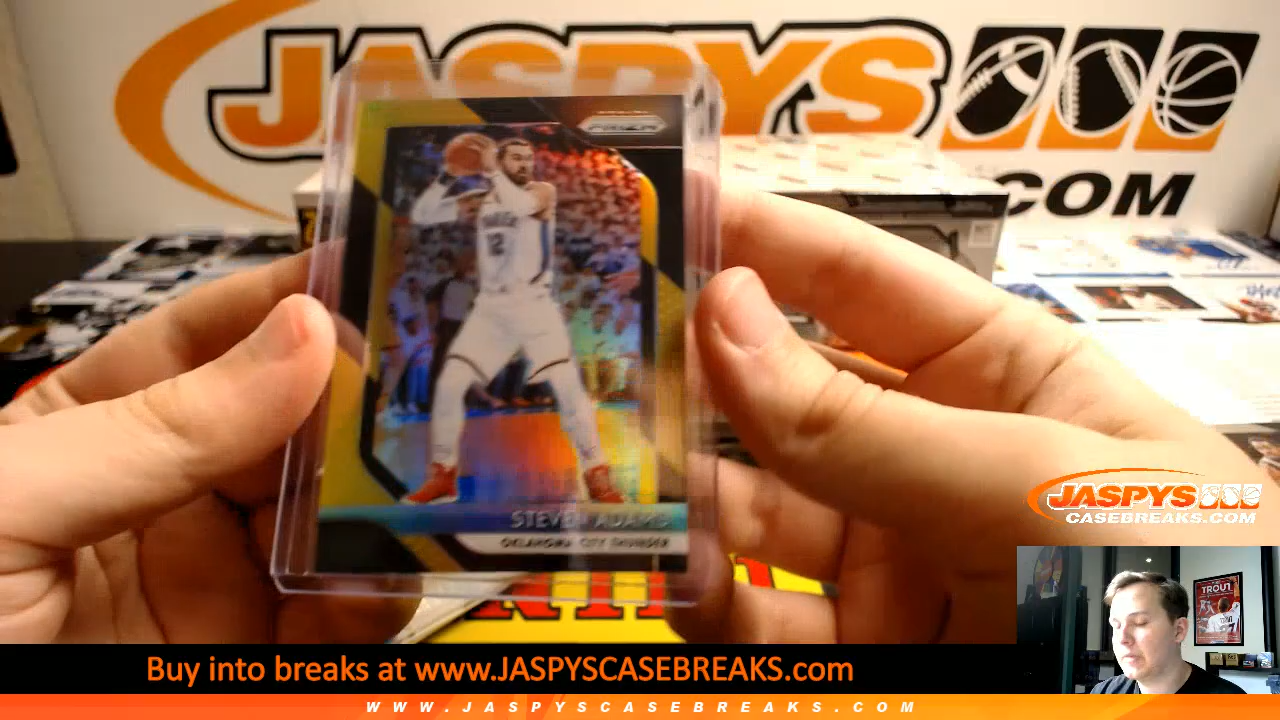 JASPYS
.COM
PRIZM
12
STEVEN ADAMS
OKLAHOMA CITY THUNDER
JASPYS
CASEBREAKS.COM
TROUT
Buy into breaks at www.JASPYSCASEBREAKS.com
WWW.JASPYSCASEBREAKS.COM